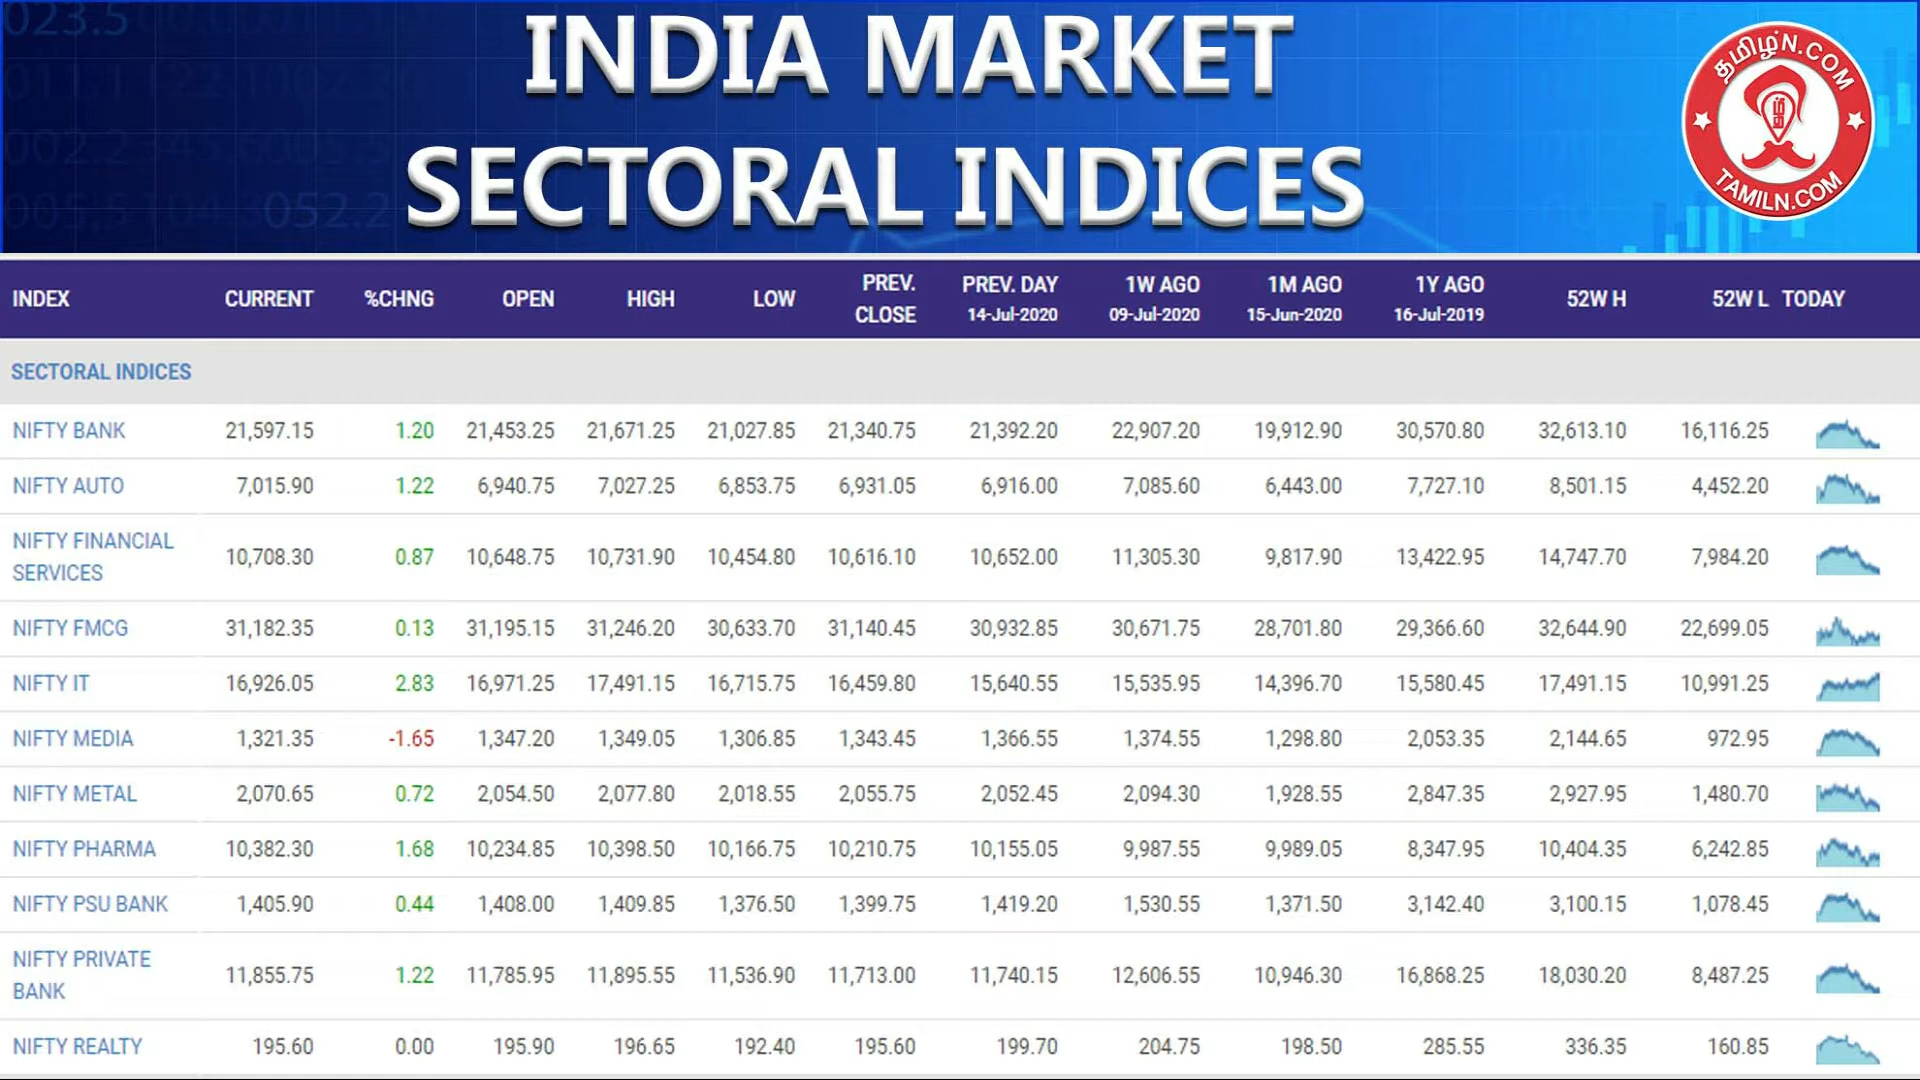 INDIA MARKET
SECTORAL INDICES
தமிழ்N.COM
TAMILN.COM
INDEX CURRENT %CHNG OPEN HIGH LOW PREV. CLOSE PREV. DAY 14-Jul-2020 1W AGO 09-Jul-2020 1M AGO 15-Jun-2020 1Y AGO 16-Jul-2019 52W H 52W L TODAY
SECTORAL INDICES
NIFTY BANK 21,597.15 1.20 21,453.25 21,671.25 21,027.85 21,340.75 21,392.20 22,907.20 19,912.90 30,570.80 32,613.10 16,116.25
NIFTY AUTO 7,015.90 1.22 6,940.75 7,027.25 6,853.75 6,931.05 6,916.00 7,085.60 6,443.00 7,727.10 8,501.15 4,452.20
NIFTY FINANCIAL SERVICES 10,708.30 0.87 10,648.75 10,731.90 10,454.80 10,616.10 10,652.00 11,305.30 9,817.90 13,422.95 14,747.70 7,984.20
NIFTY FMCG 31,182.35 0.13 31,195.15 31,246.20 30,633.70 31,140.45 30,932.85 30,671.75 28,701.80 29,366.60 32,644.90 22,699.05
NIFTY IT 16,926.05 2.83 16,971.25 17,491.15 16,715.75 16,459.80 15,640.55 15,535.95 14,396.70 15,580.45 17,491.15 10,991.25
NIFTY MEDIA 1,321.35 -1.65 1,347.20 1,349.05 1,306.85 1,343.45 1,366.55 1,374.55 1,298.80 2,053.35 2,144.65 972.95
NIFTY METAL 2,070.65 0.72 2,054.50 2,077.80 2,018.55 2,055.75 2,052.45 2,094.30 1,928.55 2,847.35 2,927.95 1,480.70
NIFTY PHARMA 10,382.30 1.68 10,234.85 10,398.50 10,166.75 10,210.75 10,155.05 9,987.55 9,989.05 8,347.95 10,404.35 6,242.85
NIFTY PSU BANK 1,405.90 0.44 1,408.00 1,409.85 1,376.50 1,399.75 1,419.20 1,530.55 1,371.50 3,142.40 3,100.15 1,078.45
NIFTY PRIVATE BANK 11,855.75 1.22 11,785.95 11,895.55 11,536.90 11,713.00 11,740.15 12,606.55 10,946.30 16,868.25 18,030.20 8,487.25
NIFTY REALTY 195.60 0.00 195.90 196.65 192.40 195.60 199.70 204.75 198.50 285.55 336.35 160.85